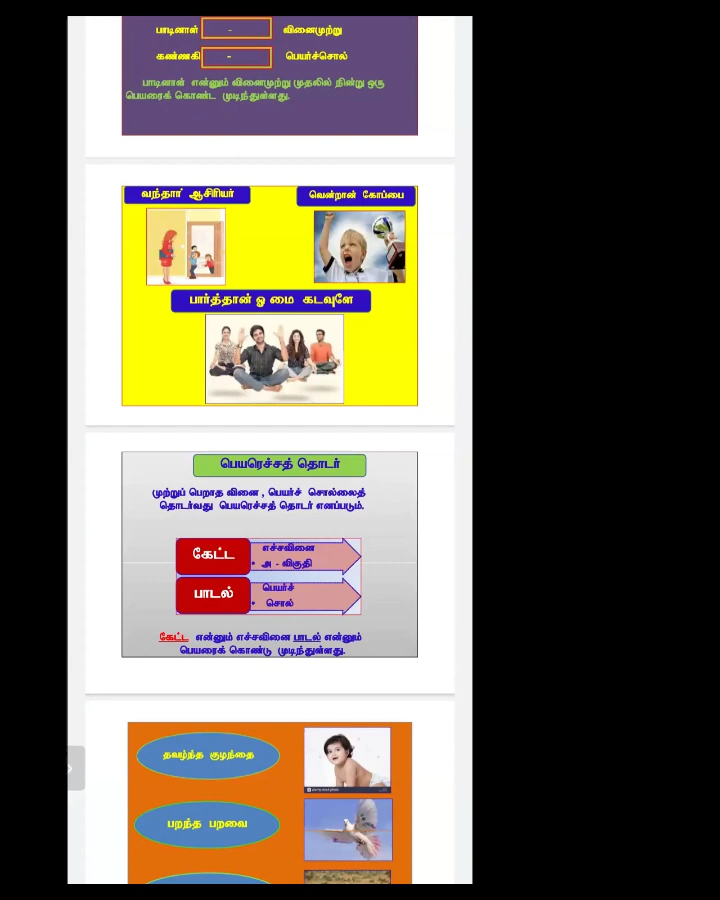 பாடினாள் - வினைமுற்று
கண்ணகி - பெயர்ச்சொல்
பாடினாள் என்னும் வினைமுற்று முதலில் நின்று ஒரு
பெயரைக் கொண்ட முடிந்துள்ளது.
வந்தார் ஆசிரியர்
வென்றான் கோப்பை
பார்த்தான் ஓ மை கடவுளே
பெயரெச்சத் தொடர்
முற்றுப் பெறாத வினை , பெயர்ச் சொல்லைத்
தொடர்வது பெயரெச்சத் தொடர் எனப்படும்.
கேட்ட
எச்சவினை
• அ - விகுதி
பாடல்
பெயர்ச்
• சொல்
கேட்ட என்னும் எச்சவினை பாடல் என்னும்
பெயரைக் கொண்டு முடிந்துள்ளது.
தவழ்ந்த குழந்தை
பறந்த பறவை